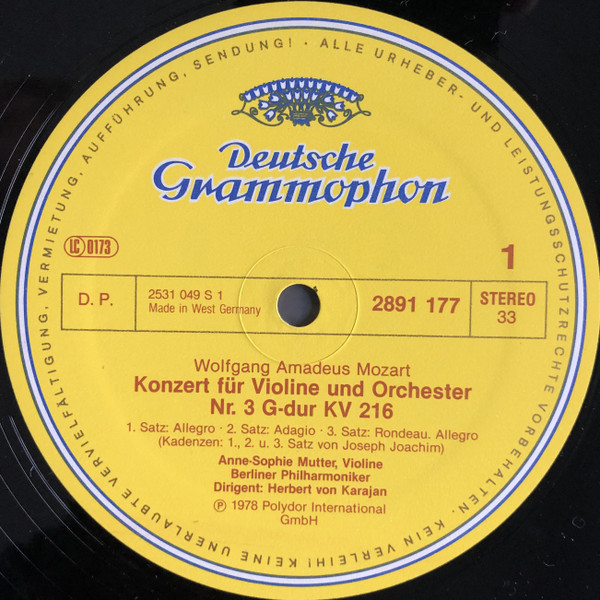 ALLE URHEBER- UND LEISTUNGSSCHUTZRECHTE VORBEHALTEN. KEIN VERLEIH! KEINE UNERLAUBTE VERVIELFÄLTIGUNG, VERMIETUNG, AUFFÜHRUNG, SENDUNG! ·
Deutsche
Grammophon
LC 0173
1
D. P.
2531 049 S 1
Made in West Germany
2891 177
STEREO
33
Wolfgang Amadeus Mozart
Konzert für Violine und Orchester
Nr. 3 G-dur KV 216
1. Satz: Allegro · 2. Satz: Adagio · 3. Satz: Rondeau. Allegro
(Kadenzen: 1., 2. u. 3. Satz von Joseph Joachim)
Anne-Sophie Mutter, Violine
Berliner Philharmoniker
Dirigent: Herbert von Karajan
Ⓟ 1978 Polydor International
GmbH